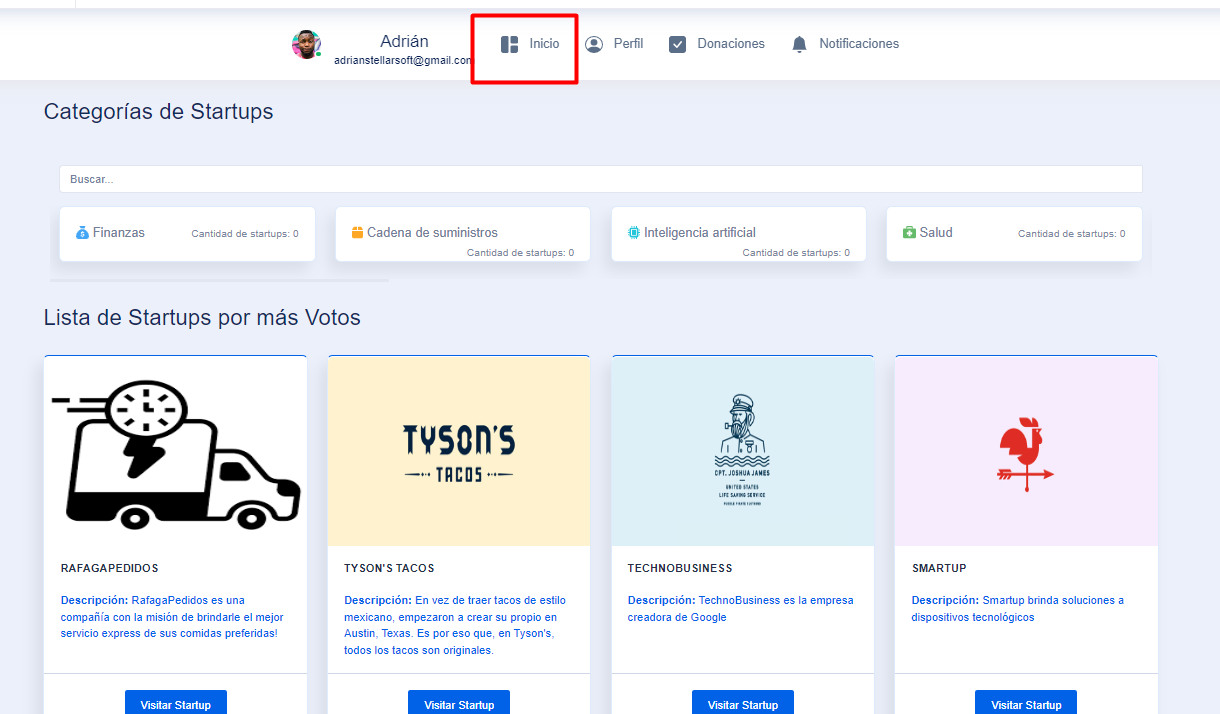 Adrián
adrianstellarsoft@gmail.con
Inicio
Perfil
Donaciones
Notificaciones
Categorías de Startups
Buscar...
Finanzas
Cantidad de startups: 0
Cadena de suministros
Cantidad de startups: 0
Inteligencia artificial
Cantidad de startups: 0
Salud
Cantidad de startups: 0
Lista de Startups por más Votos
TYSON'S
TACOS
CPT. JOSHUA JAMES
UNITED STATES
LIFE SAVING SERVICE
RAFAGAPEDIDOS
Descripción: RafagaPedidos es una
compañía con la misión de brindarle el mejor
servicio express de sus comidas preferidas!
Visitar Startup
TYSON'S TACOS
Descripción: En vez de traer tacos de estilo
mexicano, empezaron a crear su propio en
Austin, Texas. Es por eso que, en Tyson's,
todos los tacos son originales.
Visitar Startup
TECHNOBUSINESS
Descripción: TechnoBusiness es la empresa
creadora de Google
Visitar Startup
SMARTUP
Descripción: Smartup brinda soluciones a
dispositivos tecnológicos
Visitar Startup